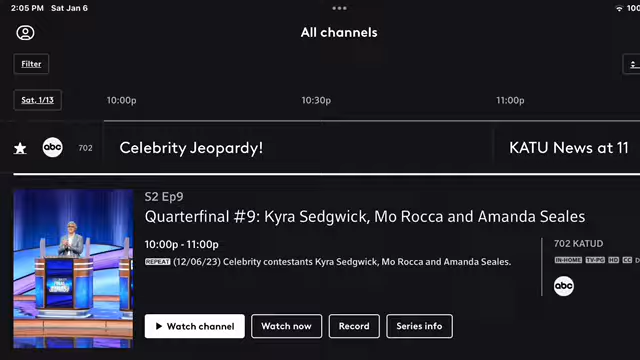 2:05 PM Sat Jan 6
100
All channels
Filter
Sat, 1/13
10:00p 10:30p 11:00p
abc 702 Celebrity Jeopardy! KATU News at 11
S2 Ep9
Quarterfinal #9: Kyra Sedgwick, Mo Rocca and Amanda Seales
10:00p - 11:00p
702 KATUD
REPEAT (12/06/23) Celebrity contestants Kyra Sedgwick, Mo Rocca and Amanda Seales.
IN-HOME TV-PG HD CC D
abc
Watch channel Watch now Record Series info